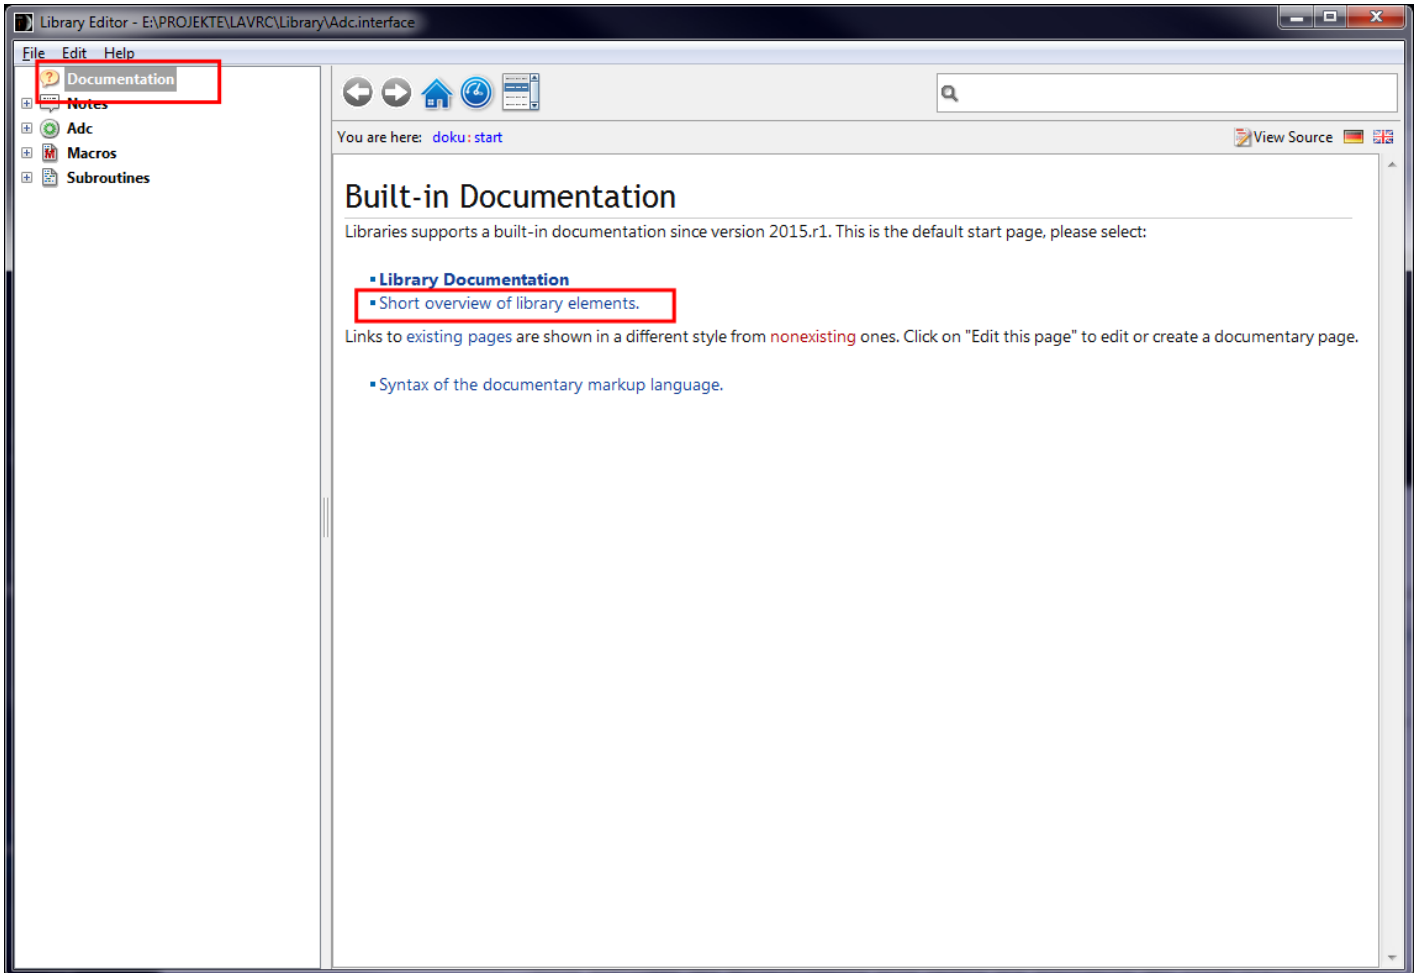 Library Editor - E:\PROJEKTE\LAVRC\Library\Adc.interface
File Edit Help
Documentation
Notes
Adc
Macros
Subroutines
You are here: doku:start
View Source
Built-in Documentation
Libraries supports a built-in documentation since version 2015.r1. This is the default start page, please select:
Library Documentation
Short overview of library elements.
Links to existing pages are shown in a different style from nonexisting ones. Click on "Edit this page" to edit or create a documentary page.
Syntax of the documentary markup language.